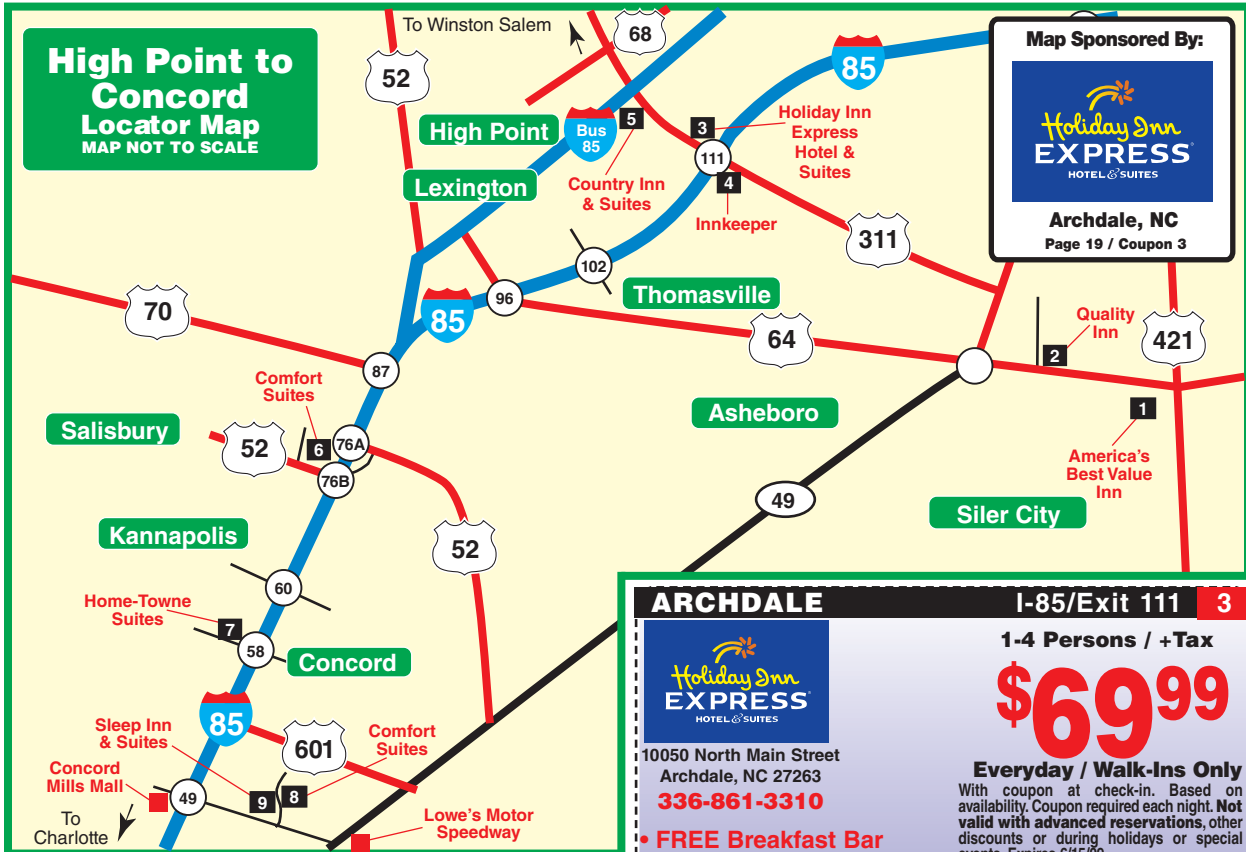 High Point to
Concord
Locator Map
MAP NOT TO SCALE
To Winston Salem
68
52
85
Map Sponsored By:
Holiday Inn
EXPRESS®
HOTEL & SUITES
Archdale, NC
Page 19 / Coupon 3
High Point
Bus
85
5
3
Holiday Inn
Express
Hotel &
Suites
111
4
Lexington
Country Inn
& Suites
Innkeeper
311
102
Thomasville
96
70
85
64
Quality
Inn
2
421
87
Comfort
Suites
1
Asheboro
Salisbury
52
6
76A
76B
America's
Best Value
Inn
49
Siler City
Kannapolis
52
60
Home-Towne
Suites
7
58
Concord
85
Sleep Inn
& Suites
601
Comfort
Suites
Concord
Mills Mall
49
9
8
To
Charlotte
Lowe's Motor
Speedway
ARCHDALE I-85/Exit 111 3
Holiday Inn
EXPRESS®
HOTEL & SUITES
10050 North Main Street
Archdale, NC 27263
336-861-3310
• FREE Breakfast Bar
1-4 Persons / +Tax
$69 99
Everyday / Walk-Ins Only
With coupon at check-in. Based on
availability. Coupon required each night. Not
valid with advanced reservations, other
discounts or during holidays or special
events. Expires 6/15/09